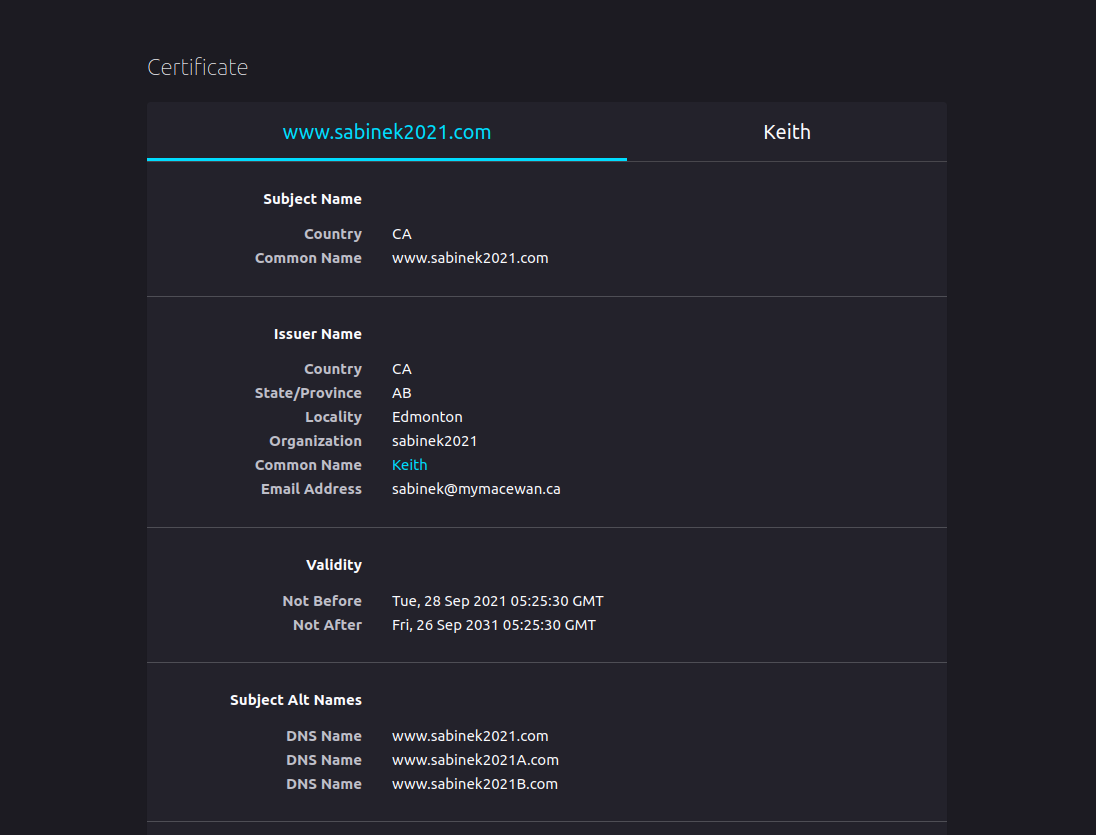 Certificate
www.sabinek2021.com Keith
Subject Name
Country CA
Common Name www.sabinek2021.com
Issuer Name
Country CA
State/Province AB
Locality Edmonton
Organization sabinek2021
Common Name Keith
Email Address sabinek@mymacewan.ca
Validity
Not Before Tue, 28 Sep 2021 05:25:30 GMT
Not After Fri, 26 Sep 2031 05:25:30 GMT
Subject Alt Names
DNS Name www.sabinek2021.com
DNS Name www.sabinek2021A.com
DNS Name www.sabinek2021B.com